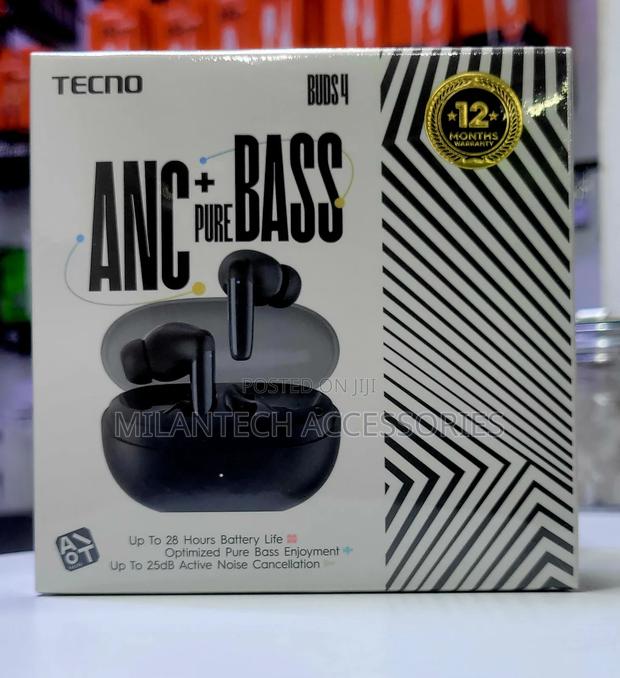 TECNO
BUDS 4
12
MONTHS
WARRANTY
ANC + PURE BASS
POSTED ON JIJI
MILANTECH ACCESSORIES
Up To 28 Hours Battery Life
Optimized Pure Bass Enjoyment
Up To 25dB Active Noise Cancellation